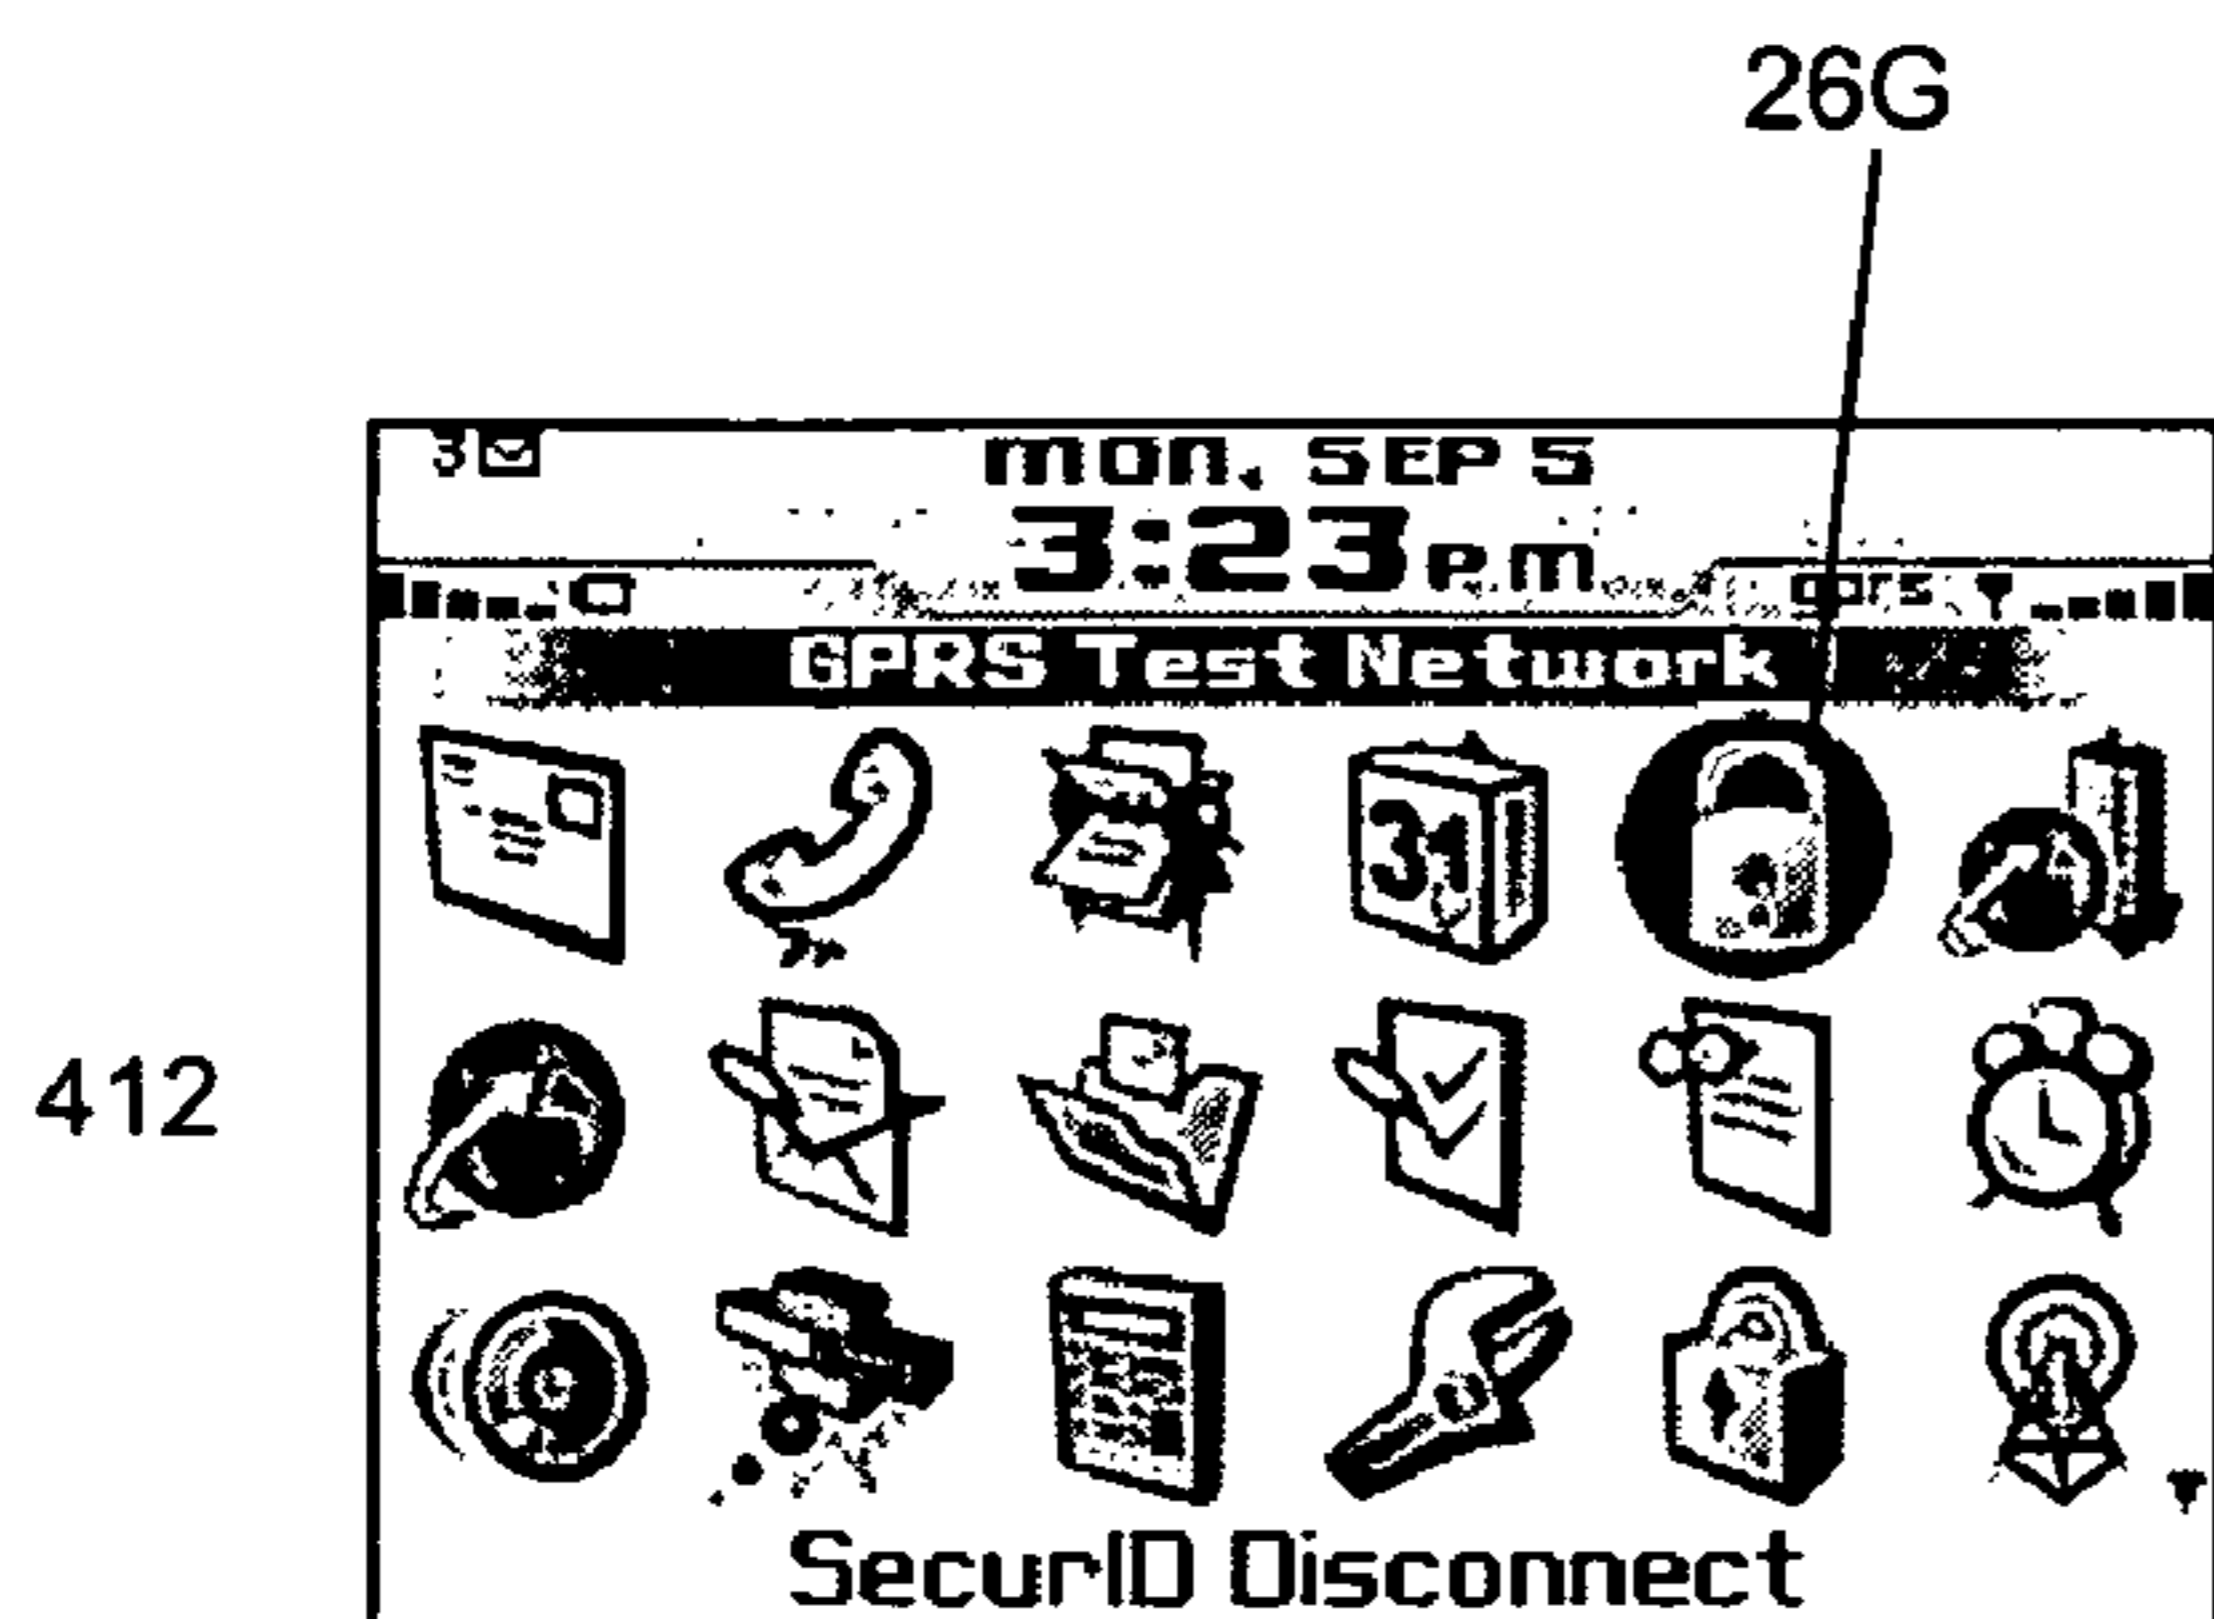 26G
3
mon, SEP 5
3:23 P.m
gprs
GPRS Test Network
31
412
SecurID Disconnect